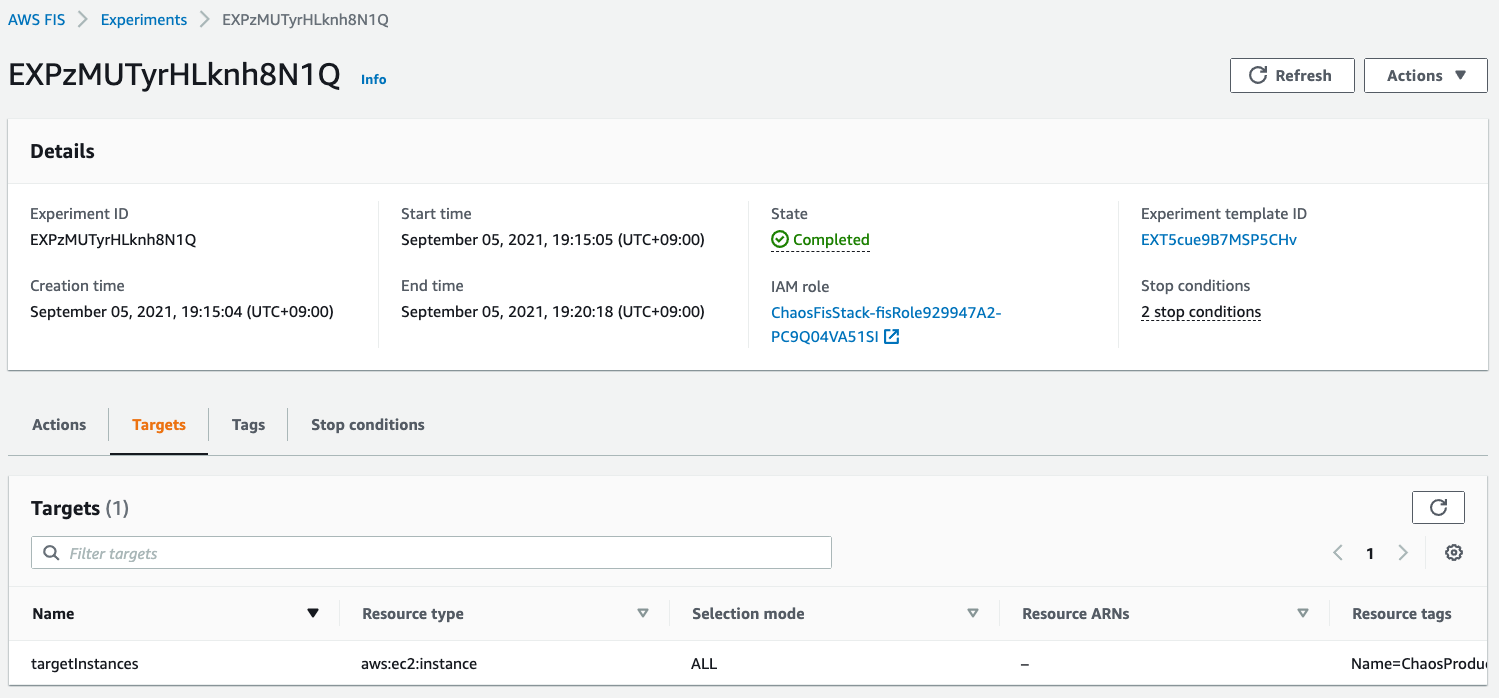 AWS FIS > Experiments > EXPzMUTyrHLknh8N1Q
EXPzMUTyrHLknh8N1Q Info
Refresh Actions
Details
Experiment ID Start time State Experiment template ID
EXPzMUTyrHLknh8N1Q September 05, 2021, 19:15:05 (UTC+09:00) Completed EXT5cue9B7MSP5CHv
Creation time End time IAM role Stop conditions
September 05, 2021, 19:15:04 (UTC+09:00) September 05, 2021, 19:20:18 (UTC+09:00) ChaosFisStack-fisRole929947A2- 2 stop conditions
PC9Q04VA51SI
Actions Targets Tags Stop conditions
Targets (1)
Filter targets 1
Name Resource type Selection mode Resource ARNs Resource tags
targetInstances aws:ec2:instance ALL – Name=ChaosProdu